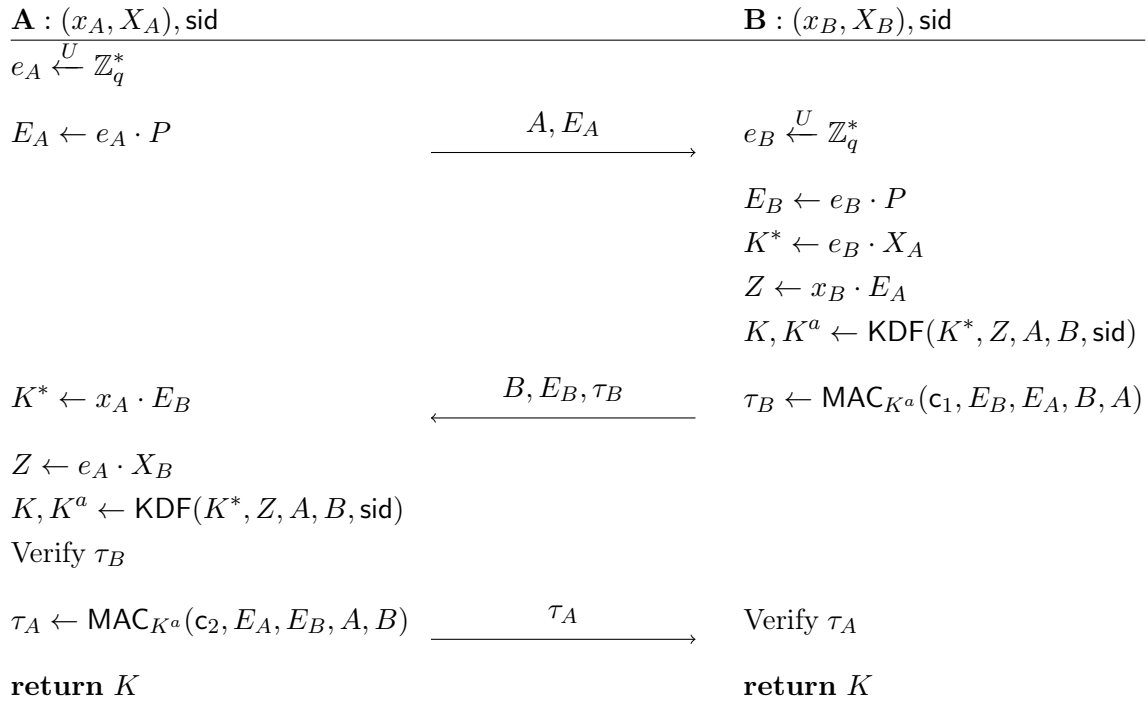 A : (x_A, X_A), sid B : (x_B, X_B), sid
e_A ←^U ℤ_q^*
E_A ← e_A · P A, E_A e_B ←^U ℤ_q^*
E_B ← e_B · P
K^* ← e_B · X_A
Z ← x_B · E_A
K, K^a ← KDF(K^*, Z, A, B, sid)
K^* ← x_A · E_B B, E_B, τ_B τ_B ← MAC_{K^a}(c_1, E_B, E_A, B, A)
Z ← e_A · X_B
K, K^a ← KDF(K^*, Z, A, B, sid)
Verify τ_B
τ_A ← MAC_{K^a}(c_2, E_A, E_B, A, B) τ_A Verify τ_A
return K return K